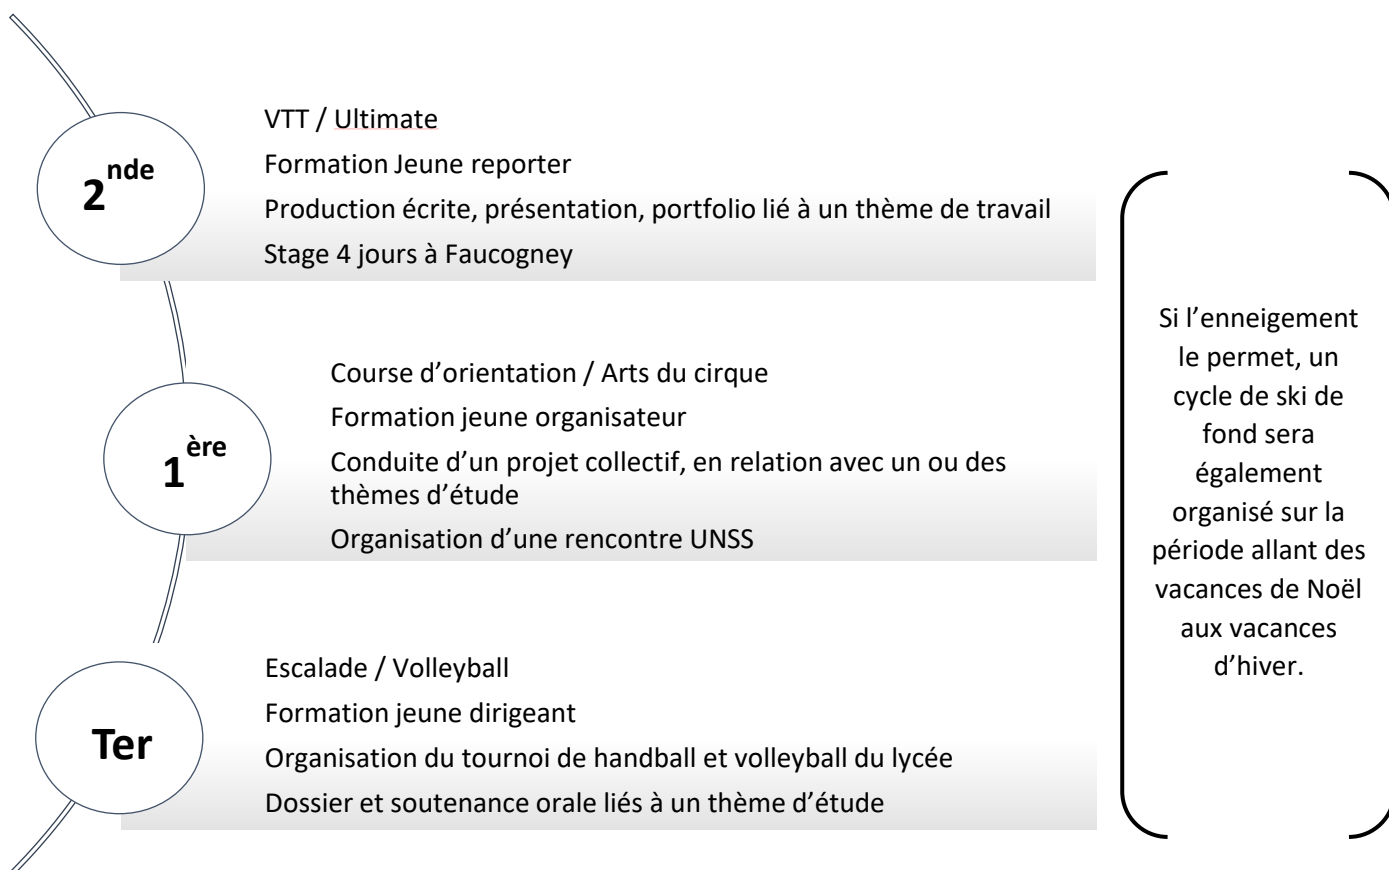 2nde
VTT / Ultimate
Formation Jeune reporter
Production écrite, présentation, portfolio lié à un thème de travail
Stage 4 jours à Faucogney
1ère
Course d’orientation / Arts du cirque
Formation jeune organisateur
Conduite d’un projet collectif, en relation avec un ou des
thèmes d’étude
Organisation d’une rencontre UNSS
Ter
Escalade / Volleyball
Formation jeune dirigeant
Organisation du tournoi de handball et volleyball du lycée
Dossier et soutenance orale liés à un thème d’étude
Si l’enneigement
le permet, un
cycle de ski de
fond sera
également
organisé sur la
période allant des
vacances de Noël
aux vacances
d’hiver.